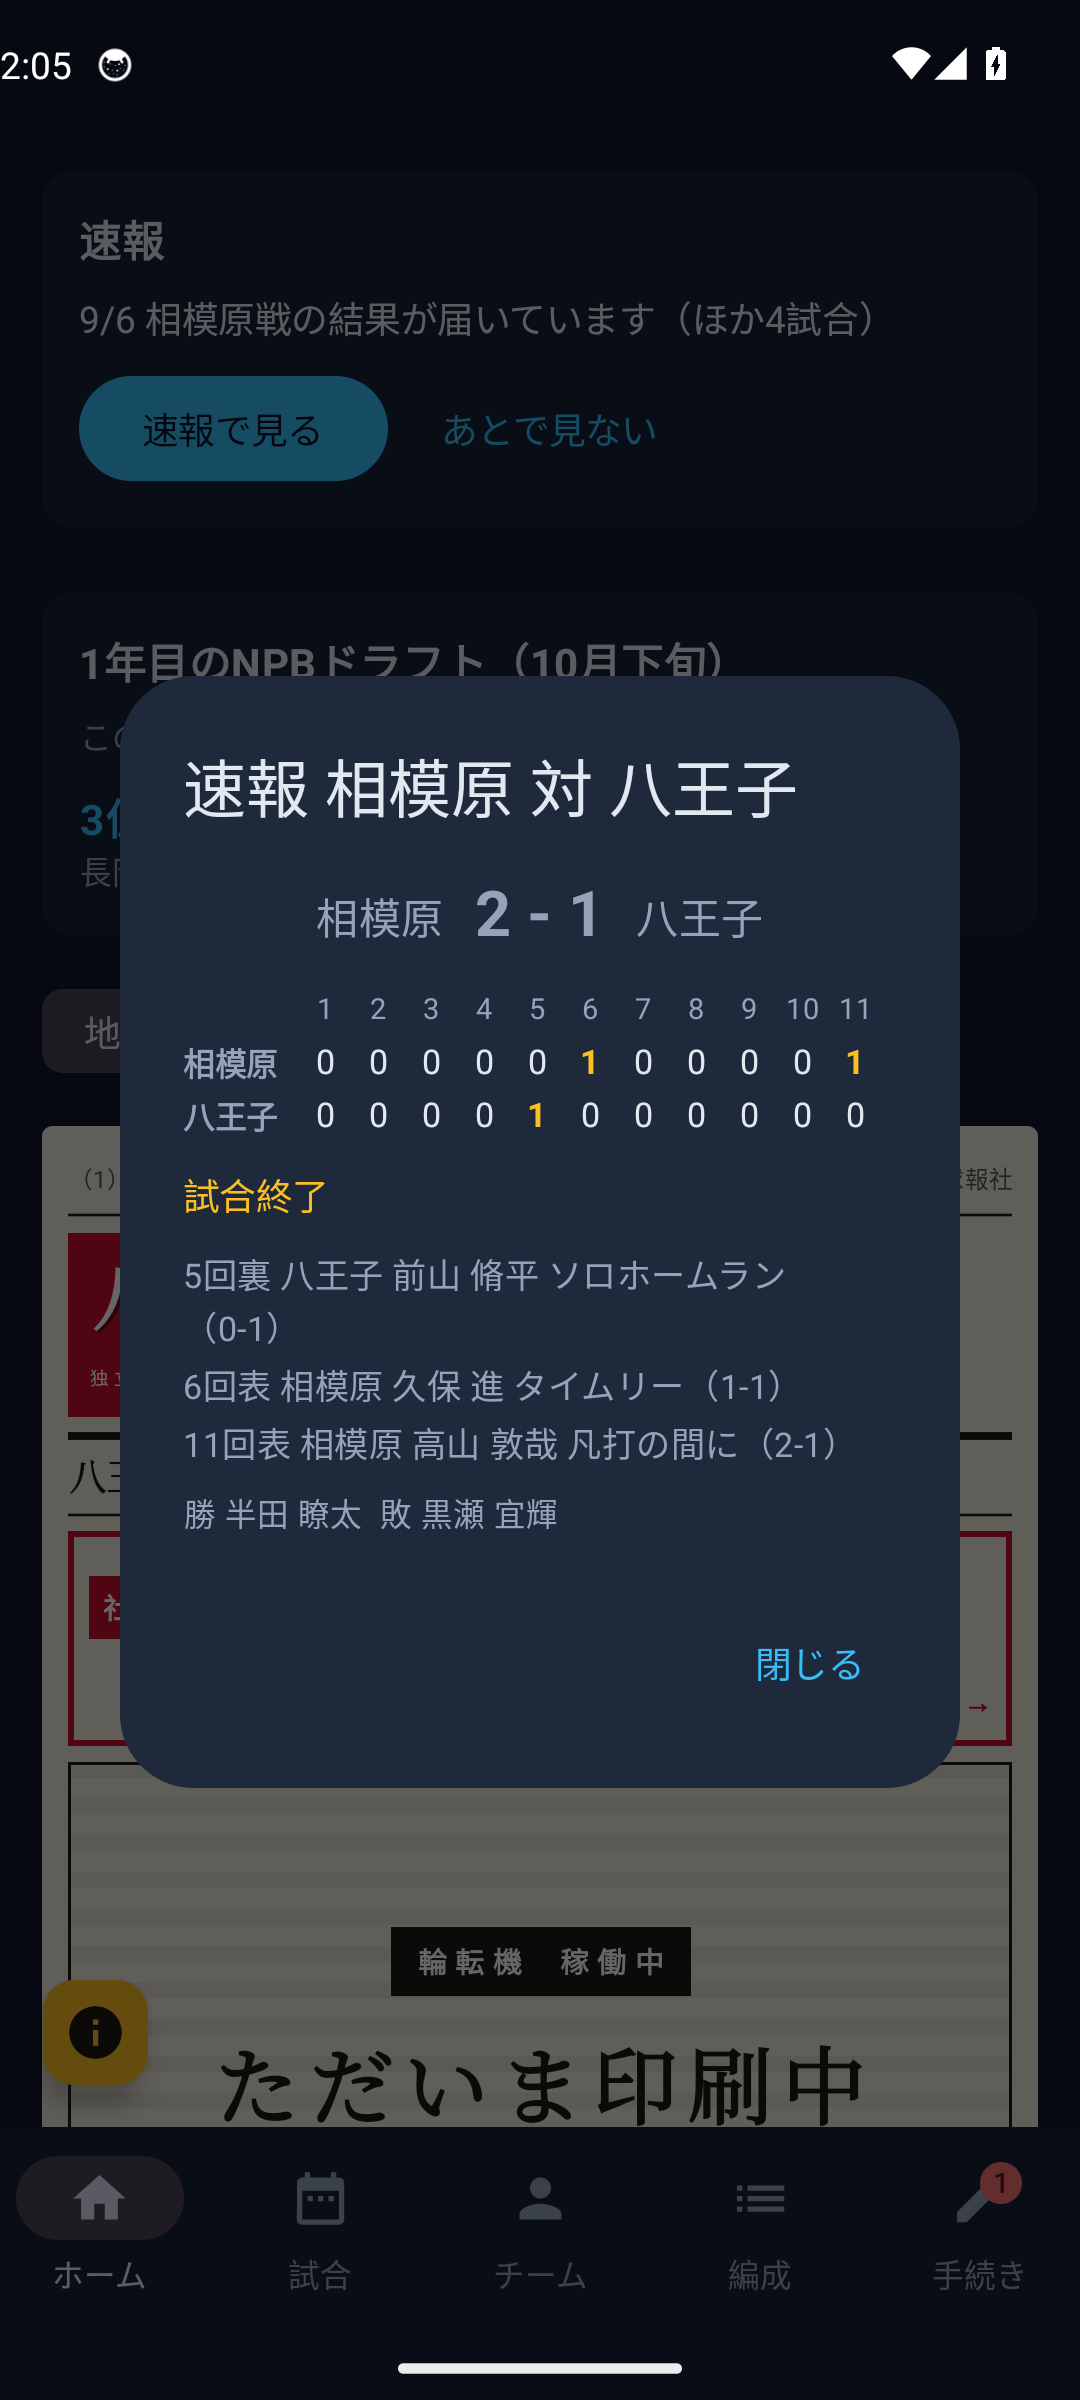 2:05
速報
9/6 相模原戦の結果が届いています（ほか4試合）
速報で見る
あとで見ない
1年目のNPBドラフト（10月下旬）
速報 相模原 対 八王子
相模原 2 - 1 八王子
1 2 3 4 5 6 7 8 9 10 11
相模原 0 0 0 0 0 1 0 0 0 0 1
八王子 0 0 0 0 1 0 0 0 0 0 0
試合終了
5回裏 八王子 前山 脩平 ソロホームラン
（0-1）
6回表 相模原 久保 進 タイムリー（1-1）
11回表 相模原 高山 敦哉 凡打の間に（2-1）
勝 半田 瞭太 敗 黒瀬 宜輝
閉じる
（1）
報社
→
輪転機 稼働中
ただいま印刷中
1
ホーム
試合
チーム
編成
手続き